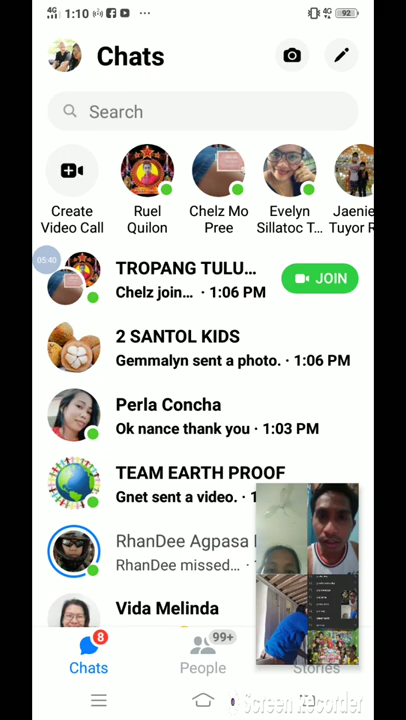 4G 1:10 ...
4G 92
Chats
Search
Create Video Call
Ruel Quilon
Chelz Mo Pree
Evelyn Sillatoc T...
Jaenie Tuyor R
05:40
TROPANG TULU...
Chelz join... · 1:06 PM
JOIN
2 SANTOL KIDS
Gemmalyn sent a photo. · 1:06 PM
Perla Concha
Ok nance thank you · 1:03 PM
TEAM EARTH PROOF
Gnet sent a video. · 1
RhanDee Agpasa
RhanDee missed... ·
Vida Melinda
8
Chats
99+
People
Stories
Screen Recorder